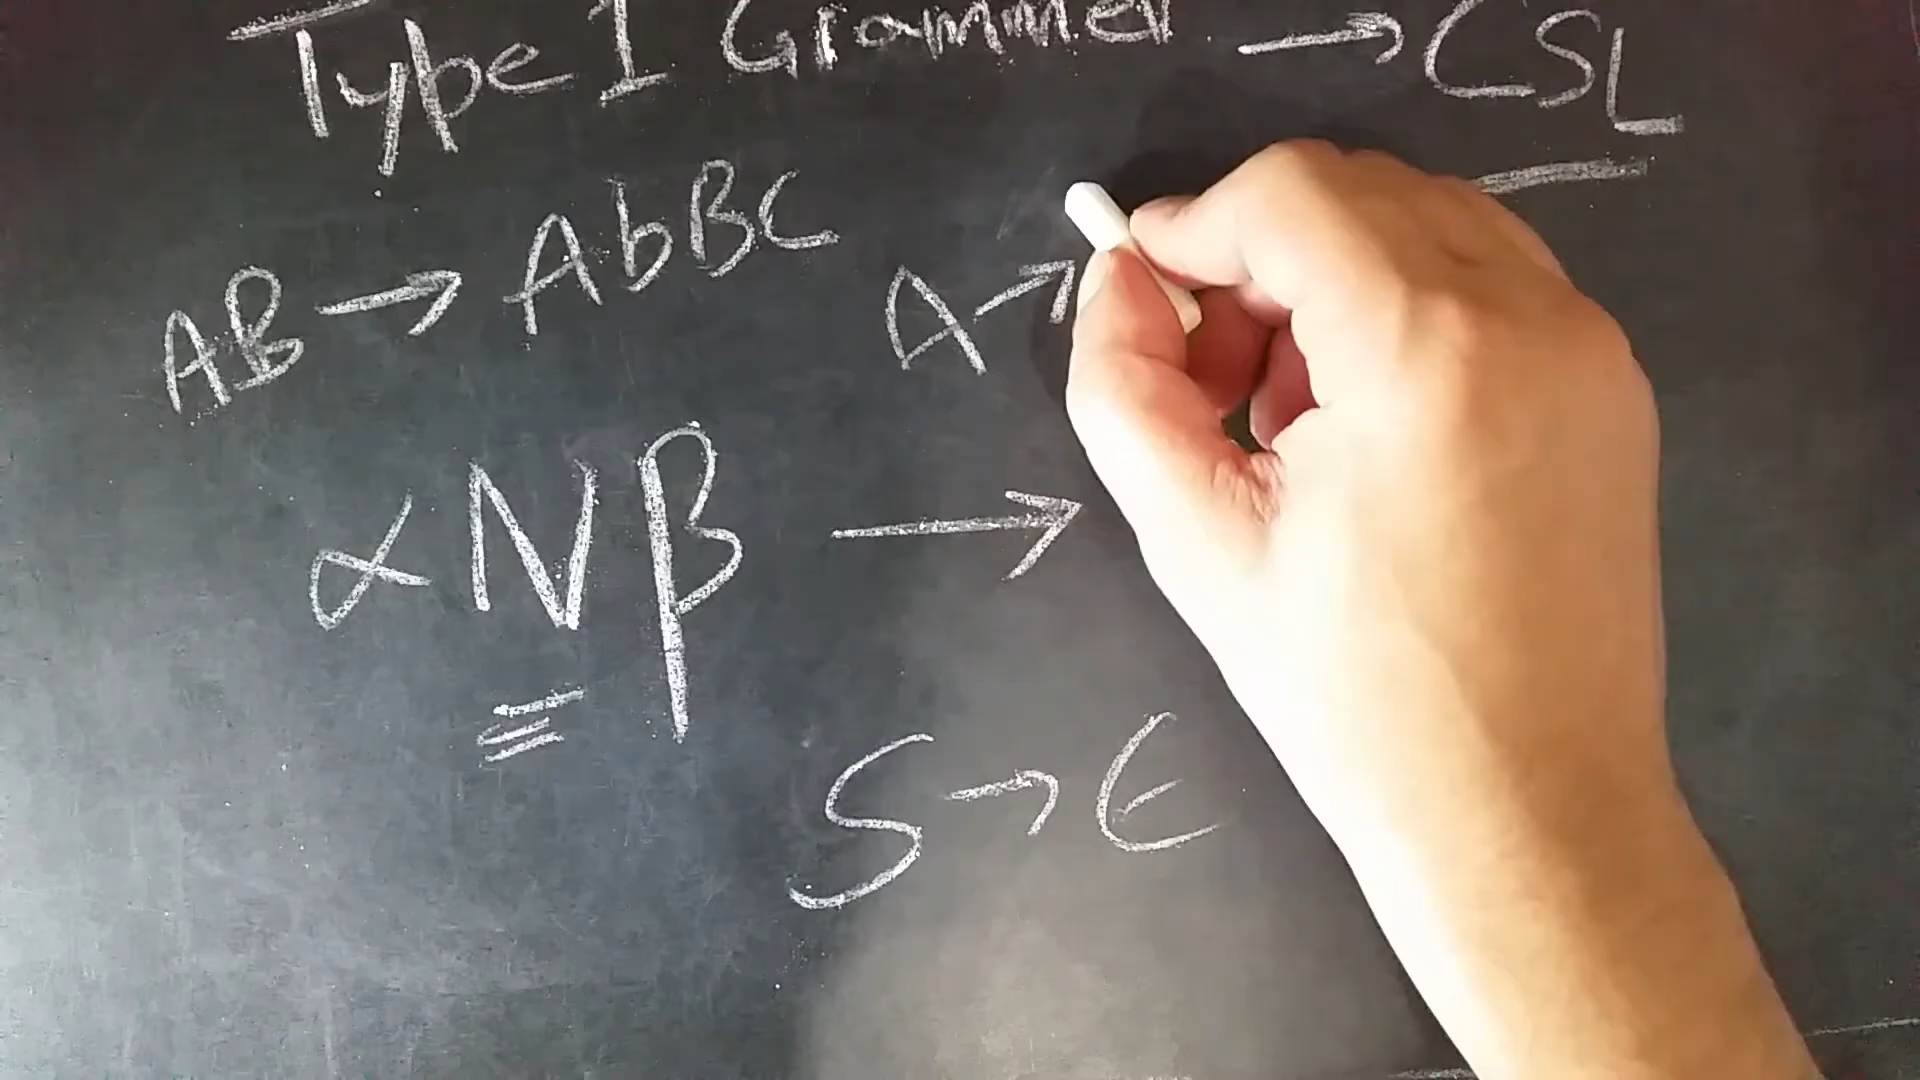 Type 1 Grammer → CSL
AB → AbBC
A →
αNβ →
S → ϵ